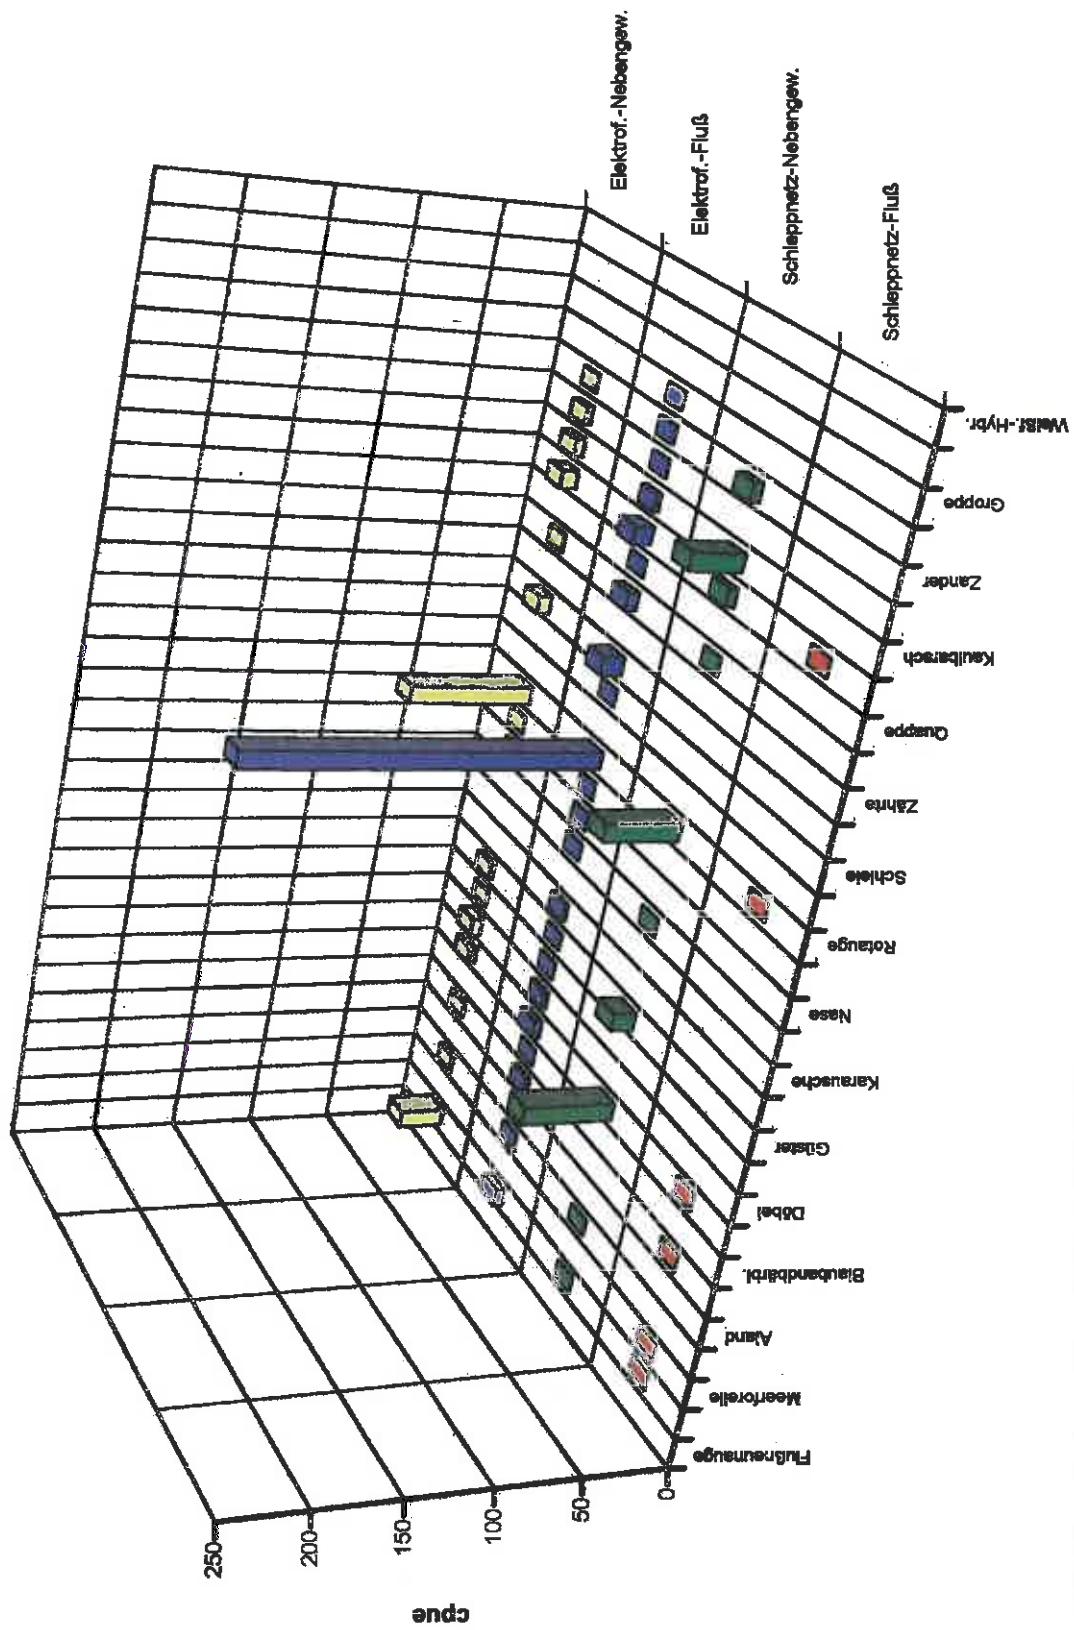 cpue
250
200
150
100
50
0
Flußneunauge
Meerforelle
Aland
Blaubandbärbl.
Döbel
Güster
Karausche
Nase
Rotauge
Schleie
Zährte
Quappe
Kaulbarsch
Zander
Groppe
Weißf.-Hybr.
Schleppnetz-Fluß
Schleppnetz-Nebengew.
Elektrof.-Fluß
Elektrof.-Nebengew.